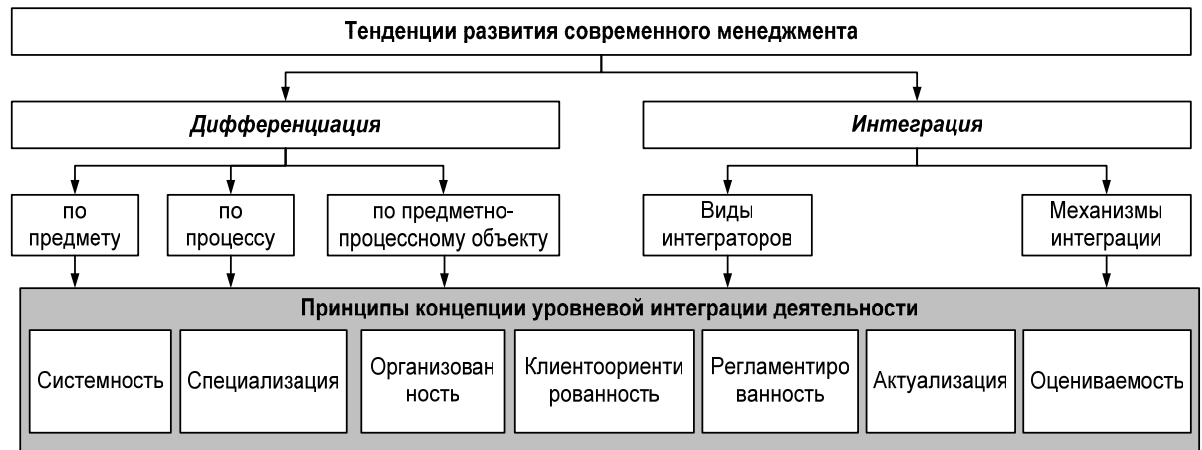 Тенденции развития современного менеджмента
Дифференциация
Интеграция
по
предмету
по
процессу
по предметно-
процессному объекту
Виды
интеграторов
Механизмы
интеграции
Принципы концепции уровневой интеграции деятельности
Системность
Специализация
Организован
ность
Клиентоориенти
рованность
Регламентиро
ванность
Актуализация
Оцениваемость